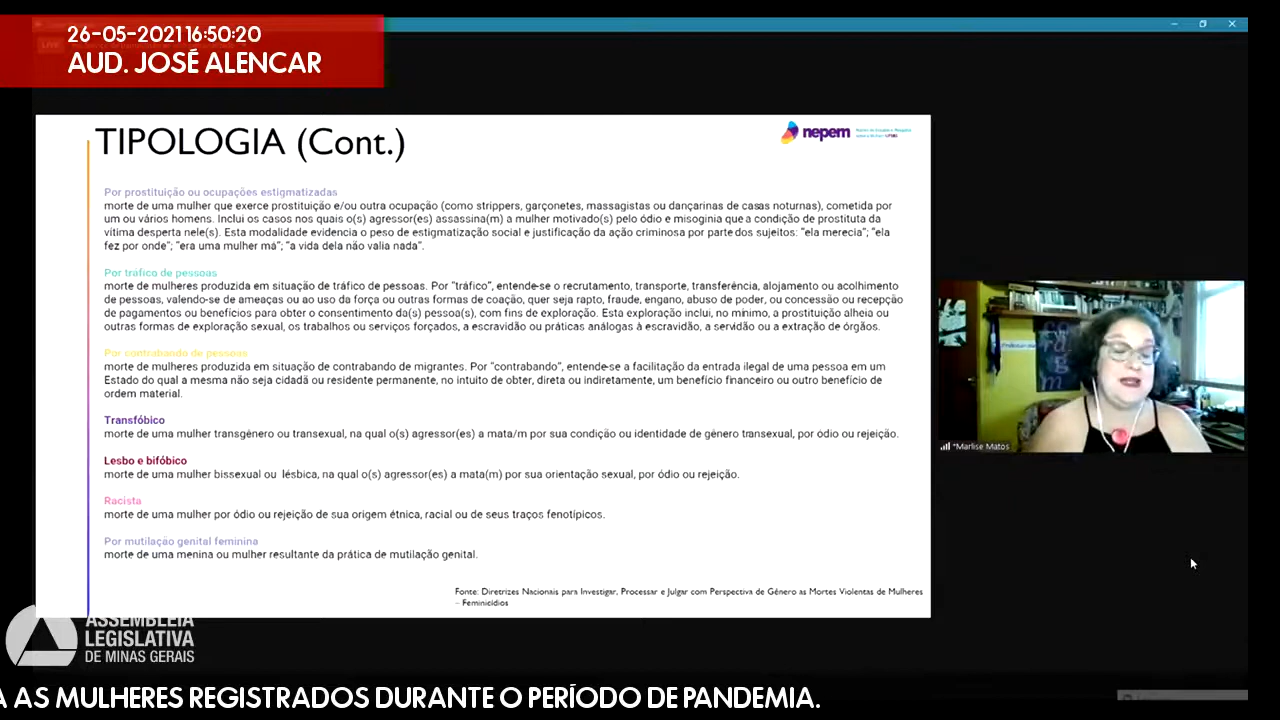 26-05-2021 16:50:20
AUD. JOSÉ ALENCAR
LIVE
TIPOLOGIA (Cont.)
nepem
Por prostituição ou ocupações estigmatizadas
morte de uma mulher que exerce prostituição e/ou outra ocupação (como strippers, garçonetes, massagistas ou dançarinas de casas noturnas), cometida por
um ou vários homens. Inclui os casos nos quais o(s) agressor(es) assassina(m) a mulher motivado(s) pelo ódio e misoginia que a condição de prostituta da
vítima desperta nele(s). Esta modalidade evidencia o peso de estigmatização social e justificação da ação criminosa por parte dos sujeitos: “ela merecia”; “ela
fez por onde”; “era uma mulher má”; “a vida dela não valia nada”.
Por tráfico de pessoas
morte de mulheres produzida em situação de tráfico de pessoas. Por “tráfico”, entende-se o recrutamento, transporte, transferência, alojamento ou acolhimento
de pessoas, valendo-se de ameaças ou ao uso da força ou outras formas de coação, quer seja rapto, fraude, engano, abuso de poder, ou concessão ou recepção
de pagamentos ou benefícios para obter o consentimento da(s) pessoa(s), com fins de exploração. Esta exploração inclui, no mínimo, a prostituição alheia ou
outras formas de exploração sexual, os trabalhos ou serviços forçados, a escravidão ou práticas análogas à escravidão, a servidão ou a extração de órgãos.
Por contrabando de pessoas
morte de mulheres produzida em situação de contrabando de migrantes. Por “contrabando”, entende-se a facilitação da entrada ilegal de uma pessoa em um
Estado do qual a mesma não seja cidadã ou residente permanente, no intuito de obter, direta ou indiretamente, um benefício financeiro ou outro benefício de
ordem material.
Transfóbico
morte de uma mulher transgênero ou transexual, na qual o(s) agressor(es) a mata/m por sua condição ou identidade de gênero transexual, por ódio ou rejeição.
Lesbo e bifóbico
morte de uma mulher bissexual ou lésbica, na qual o(s) agressor(es) a mata(m) por sua orientação sexual, por ódio ou rejeição.
Racista
morte de uma mulher por ódio ou rejeição de sua origem étnica, racial ou de seus traços fenotípicos.
Por mutilação genital feminina
morte de uma menina ou mulher resultante da prática de mutilação genital.
Fonte: Diretrizes Nacionais para Investigar, Processar e Julgar com Perspectiva de Gênero as Mortes Violentas de Mulheres
– Feminicídios
*Marlise Matos
ASSEMBLEIA
LEGISLATIVA
DE MINAS GERAIS
A AS MULHERES REGISTRADOS DURANTE O PERÍODO DE PANDEMIA.